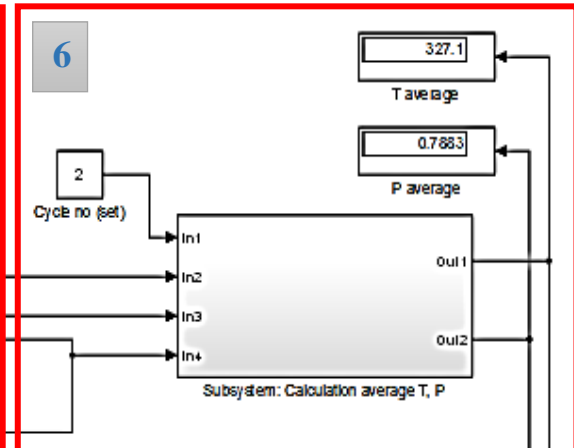 6
327.1
T average
0.7883
P average
2
Cycle no (set)
In1
In2
In3
In4
Out1
Out2
Subsystem: Calculation average T, P